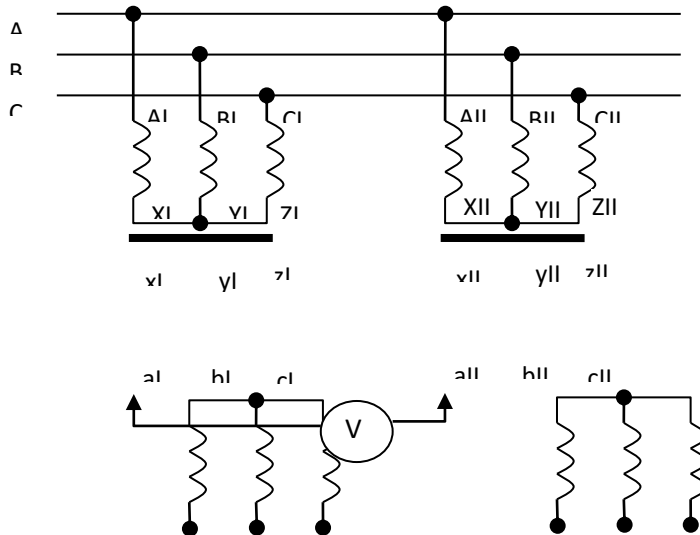 A
B
C
AI BI CI AII BII CII
XI YI ZI XII YII ZII
xI yI zI xII yII zII
aI bI cI aII bII cII
V